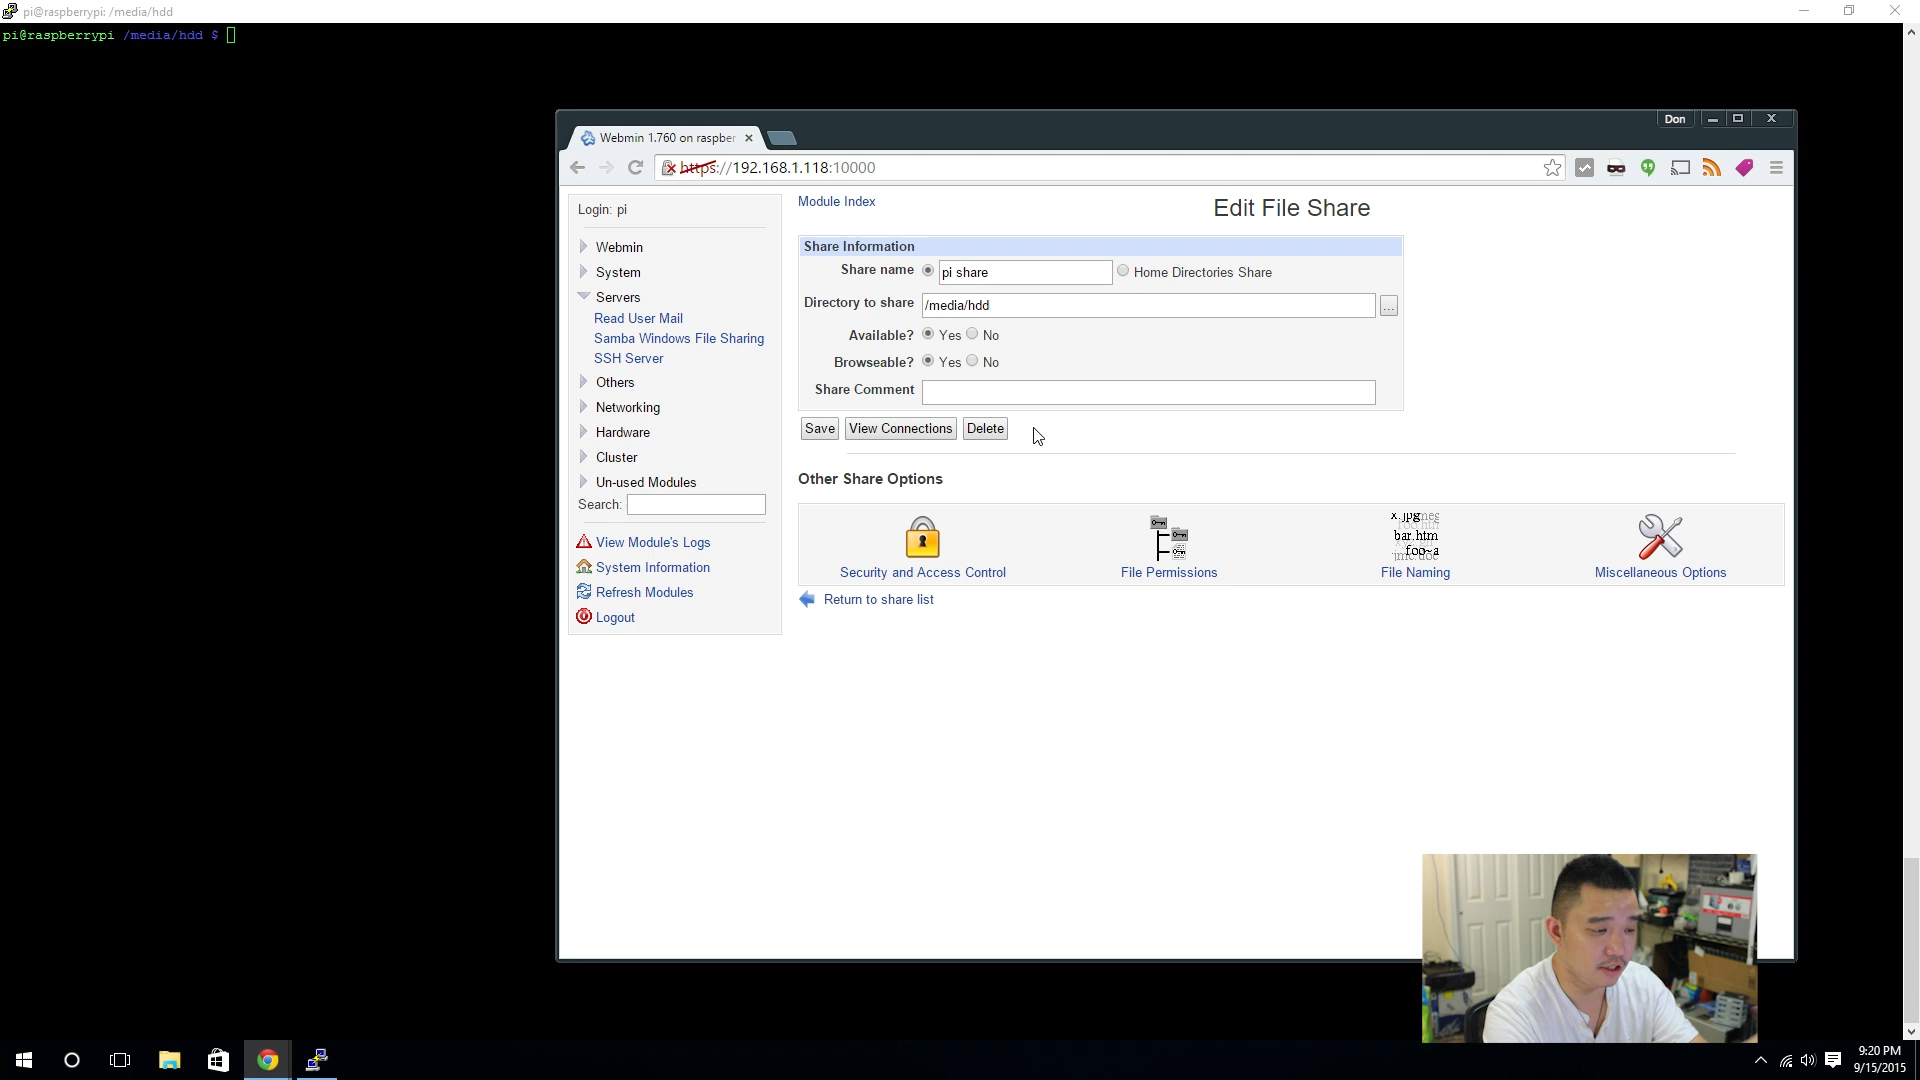 pi@raspberrypi: /media/hdd
pi@raspberrypi /media/hdd $
Don
Webmin 1.760 on raspber
https://192.168.1.118:10000
Login: pi
Webmin
System
Servers
Read User Mail
Samba Windows File Sharing
SSH Server
Others
Networking
Hardware
Cluster
Un-used Modules
Search:
View Module's Logs
System Information
Refresh Modules
Logout
Module Index
Edit File Share
Share Information
Share name pi share Home Directories Share
Directory to share /media/hdd ...
Available? Yes No
Browseable? Yes No
Share Comment
Save View Connections Delete
Other Share Options
x.jpg
bar.htm
foo~a
Security and Access Control File Permissions File Naming Miscellaneous Options
Return to share list
9:20 PM
9/15/2015